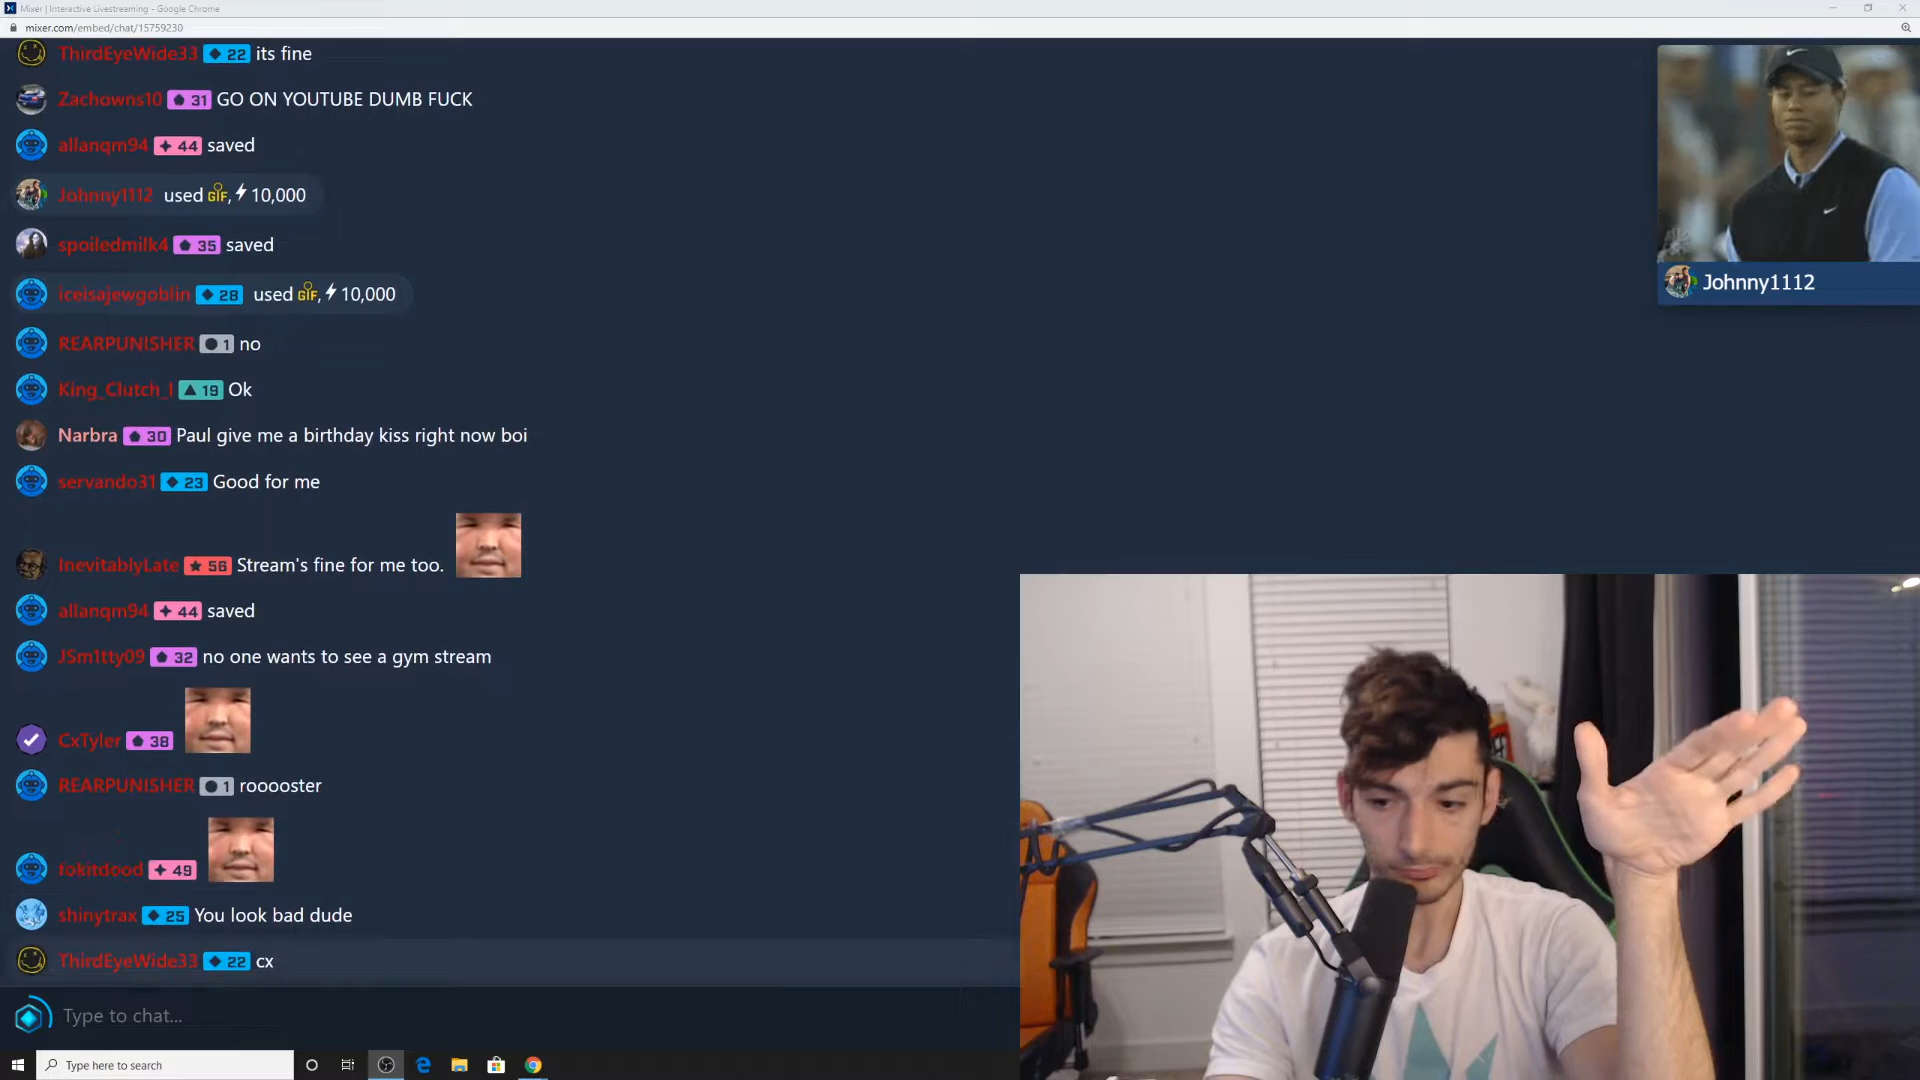 Mixer | Interactive Livestreaming - Google Chrome
mixer.com/embed/chat/15759230
ThirdEyeWide33 22 its fine
Zachowns10 31 GO ON YOUTUBE DUMB FUCK
allanqm94 44 saved
Johnny1112 used GIF, 10,000
spoiledmilk4 35 saved
iceisajewgoblin 28 used GIF, 10,000
REARPUNISHER 1 no
King_Clutch_I 19 Ok
Narbra 30 Paul give me a birthday kiss right now boi
servando31 23 Good for me
InevitablyLate 56 Stream's fine for me too.
allanqm94 44 saved
JSm1tty09 32 no one wants to see a gym stream
CxTyler 38
REARPUNISHER 1 rooooster
fokitdood 49
shinytrax 25 You look bad dude
ThirdEyeWide33 22 cx
Type to chat...
Type here to search
Johnny1112